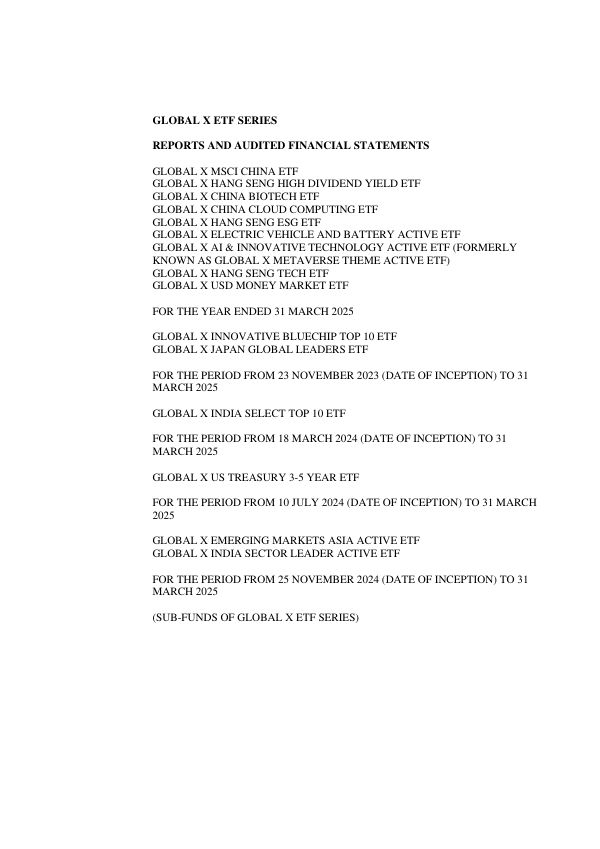 GLOBAL X ETF SERIES
REPORTS AND AUDITED FINANCIAL STATEMENTS
GLOBAL X MSCI CHINA ETF
GLOBAL X HANG SENG HIGH DIVIDEND YIELD ETF
GLOBAL X CHINA BIOTECH ETF
GLOBAL X CHINA CLOUD COMPUTING ETF
GLOBAL X HANG SENG ESG ETF
GLOBAL X ELECTRIC VEHICLE AND BATTERY ACTIVE ETF
GLOBAL X AI & INNOVATIVE TECHNOLOGY ACTIVE ETF (FORMERLY
KNOWN AS GLOBAL X METAVERSE THEME ACTIVE ETF)
GLOBAL X HANG SENG TECH ETF
GLOBAL X USD MONEY MARKET ETF
FOR THE YEAR ENDED 31 MARCH 2025
GLOBAL X INNOVATIVE BLUECHIP TOP 10 ETF
GLOBAL X JAPAN GLOBAL LEADERS ETF
FOR THE PERIOD FROM 23 NOVEMBER 2023 (DATE OF INCEPTION) TO 31
MARCH 2025
GLOBAL X INDIA SELECT TOP 10 ETF
FOR THE PERIOD FROM 18 MARCH 2024 (DATE OF INCEPTION) TO 31
MARCH 2025
GLOBAL X US TREASURY 3-5 YEAR ETF
FOR THE PERIOD FROM 10 JULY 2024 (DATE OF INCEPTION) TO 31 MARCH
2025
GLOBAL X EMERGING MARKETS ASIA ACTIVE ETF
GLOBAL X INDIA SECTOR LEADER ACTIVE ETF
FOR THE PERIOD FROM 25 NOVEMBER 2024 (DATE OF INCEPTION) TO 31
MARCH 2025
(SUB-FUNDS OF GLOBAL X ETF SERIES)